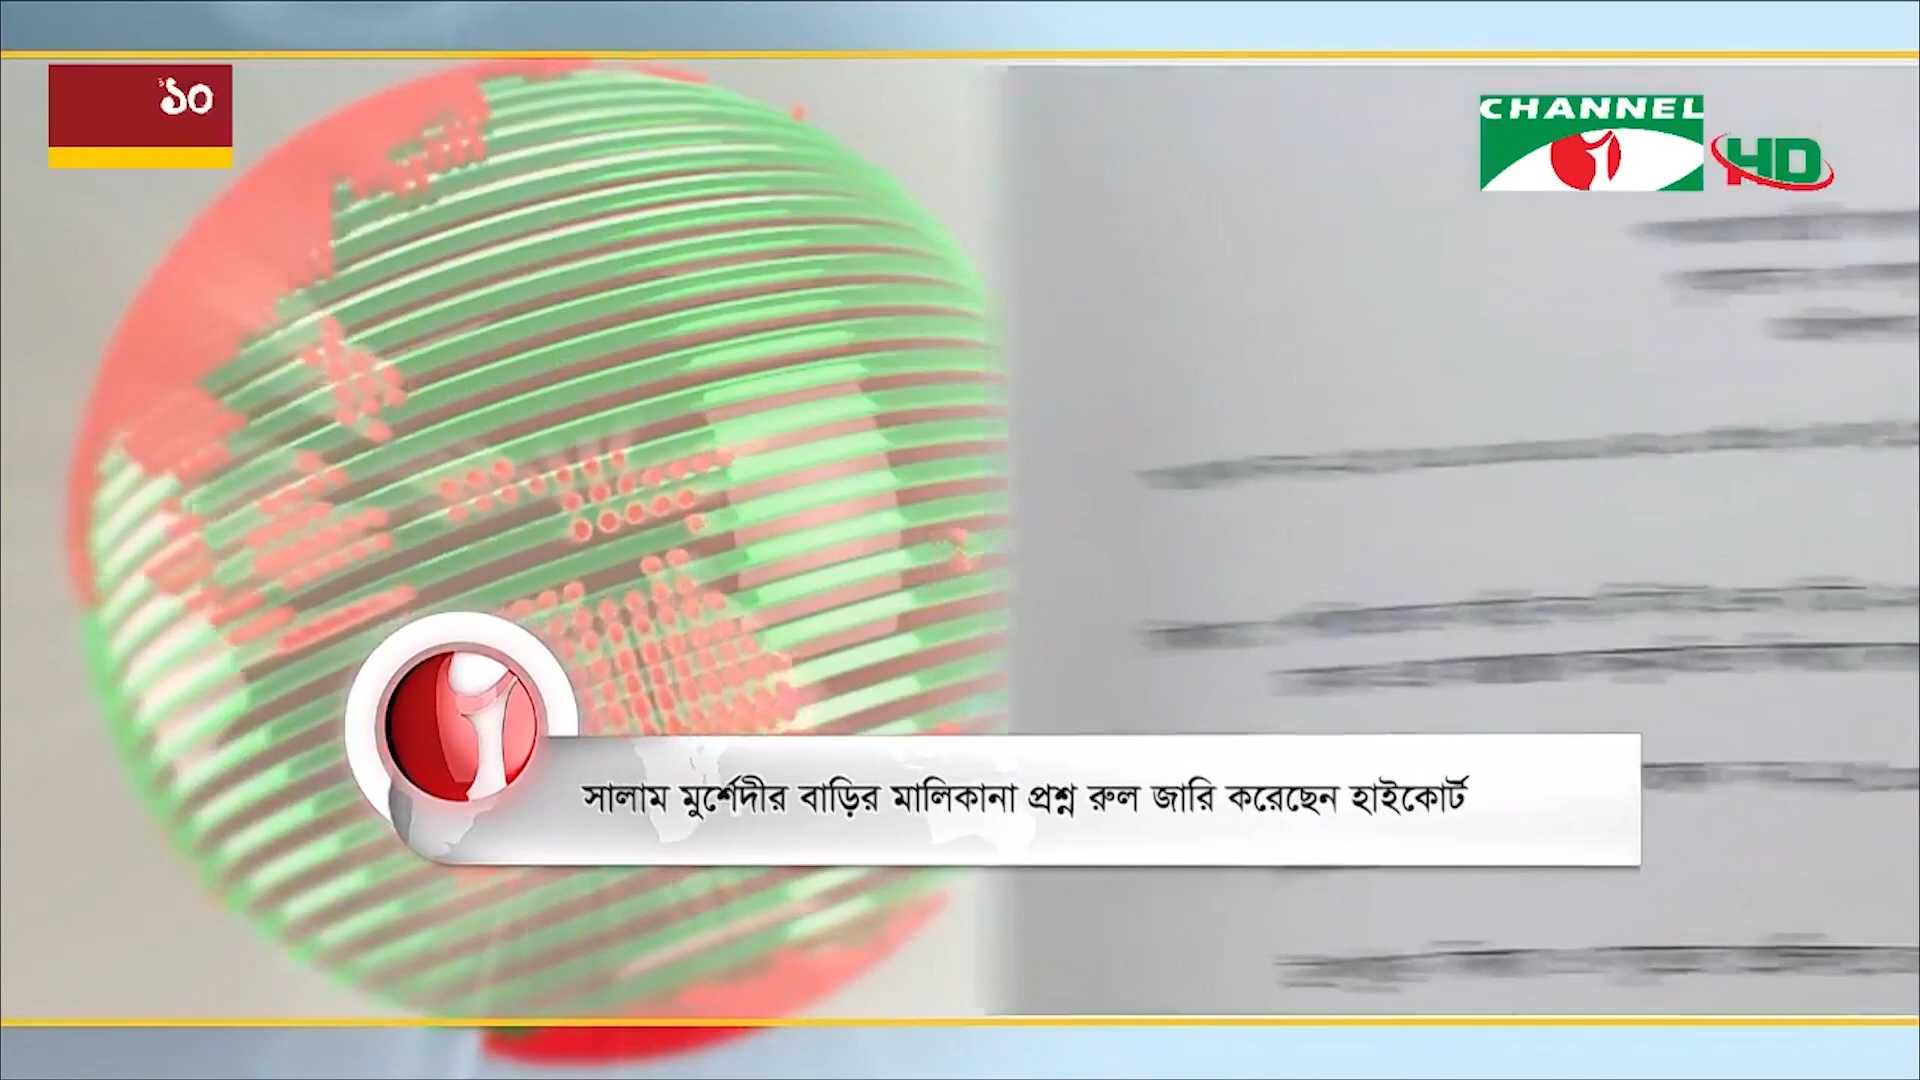 ১০
CHANNEL
HD
সালাম মুর্শেদীর বাড়ির মালিকানা প্রশ্ন রুল জারি করেছেন হাইকোর্ট